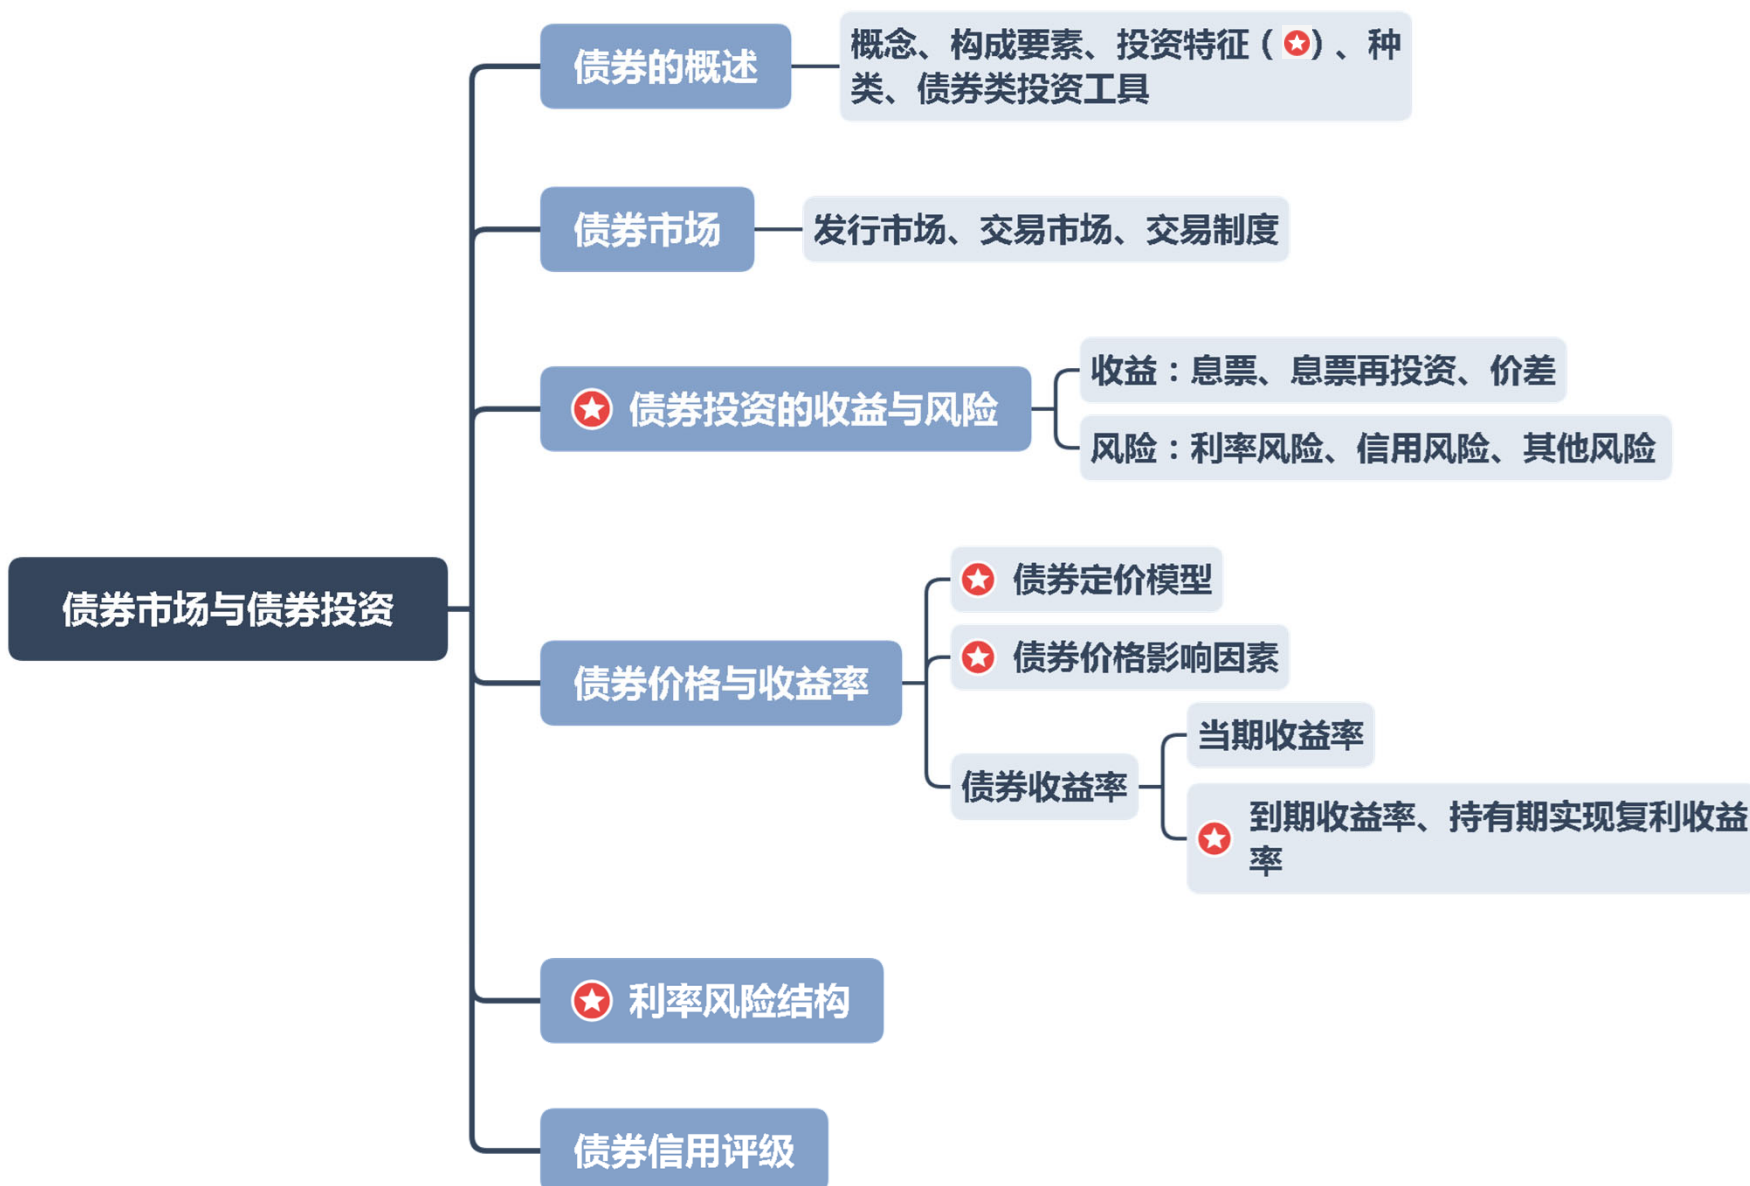 债券的概述
概念、构成要素、投资特征（）、种
类、债券类投资工具
债券市场
发行市场、交易市场、交易制度
债券投资的收益与风险
收益：息票、息票再投资、价差
风险：利率风险、信用风险、其他风险
债券市场与债券投资
债券价格与收益率
债券定价模型
债券价格影响因素
债券收益率
当期收益率
到期收益率、持有期实现复利收益
率
利率风险结构
债券信用评级